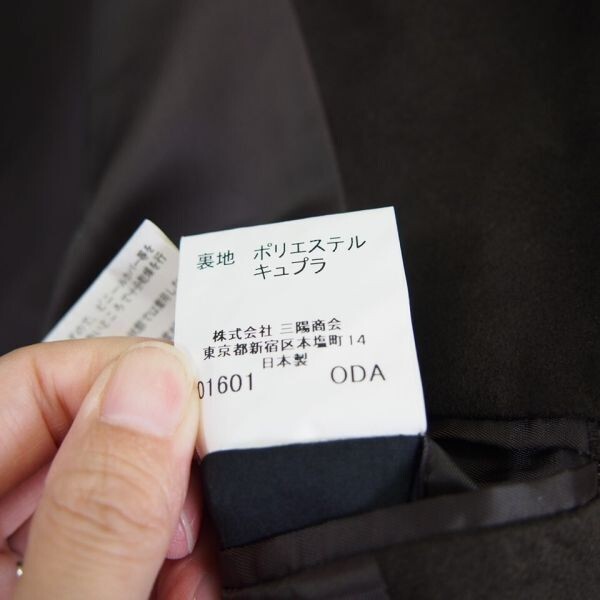 裏地 ポリエステル
キュプラ
株式会社 三陽商会
東京都新宿区本塩町14
日本製
01601 ODA